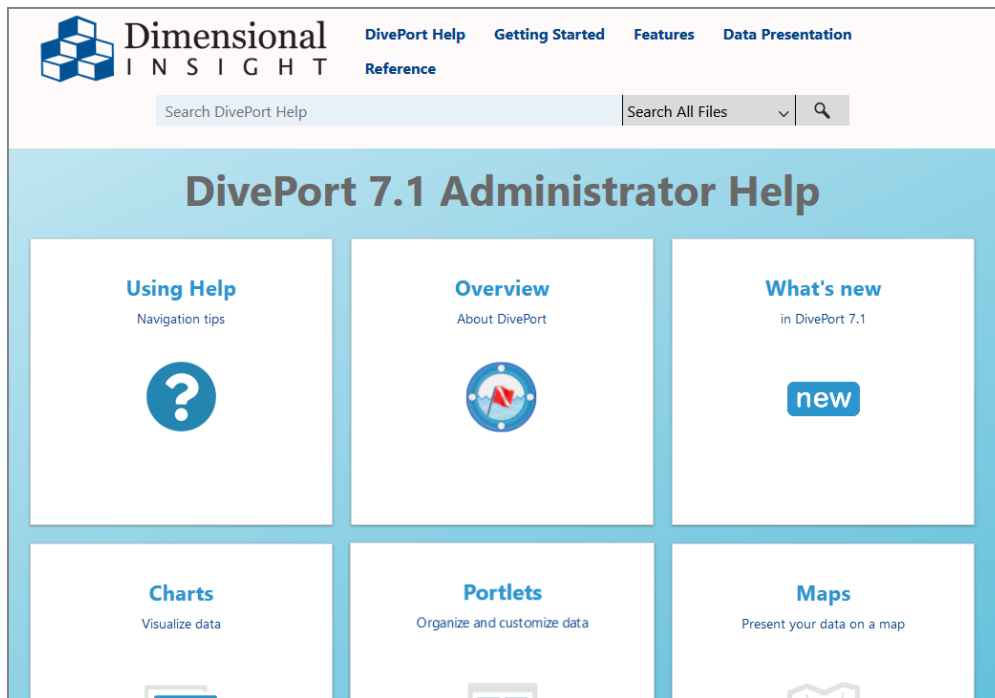 Dimensional
INSIGHT
DivePort Help Getting Started Features Data Presentation
Reference
Search DivePort Help Search All Files
DivePort 7.1 Administrator Help
Using Help Overview What's new
Navigation tips About DivePort in DivePort 7.1
?
new
Charts Portlets Maps
Visualize data Organize and customize data Present your data on a map